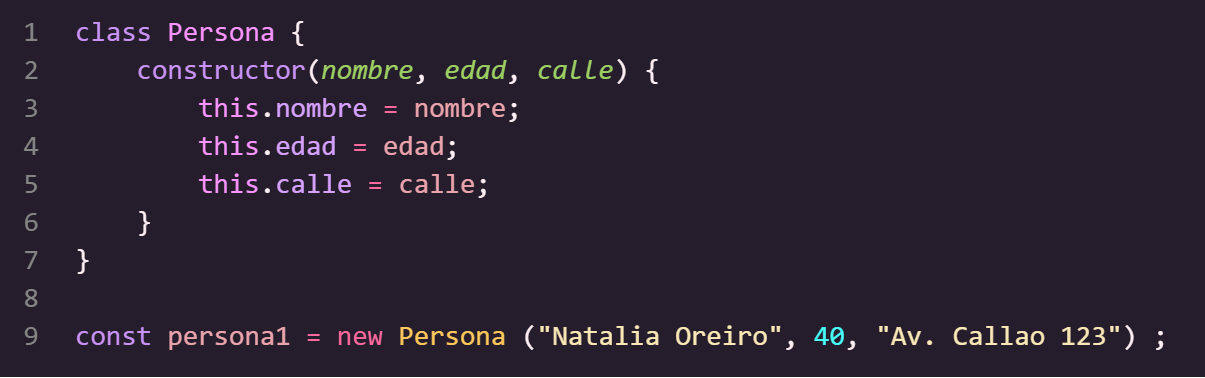 1 class Persona {
2     constructor(nombre, edad, calle) {
3         this.nombre = nombre;
4         this.edad = edad;
5         this.calle = calle;
6     }
7 }
8
9 const persona1 = new Persona ("Natalia Oreiro", 40, "Av. Callao 123") ;